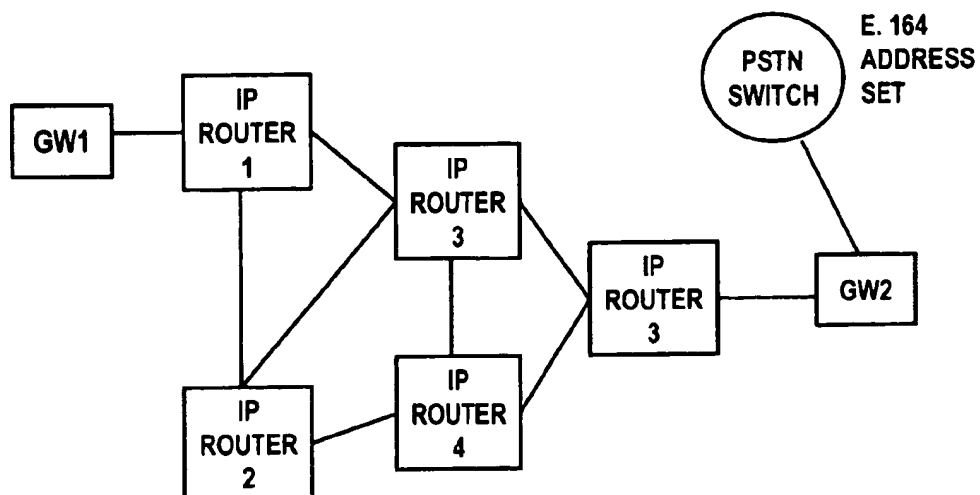 E. 164
ADDRESS
SET
PSTN
SWITCH
GW1
IP
ROUTER
1
IP
ROUTER
3
IP
ROUTER
3
GW2
IP
ROUTER
2
IP
ROUTER
4